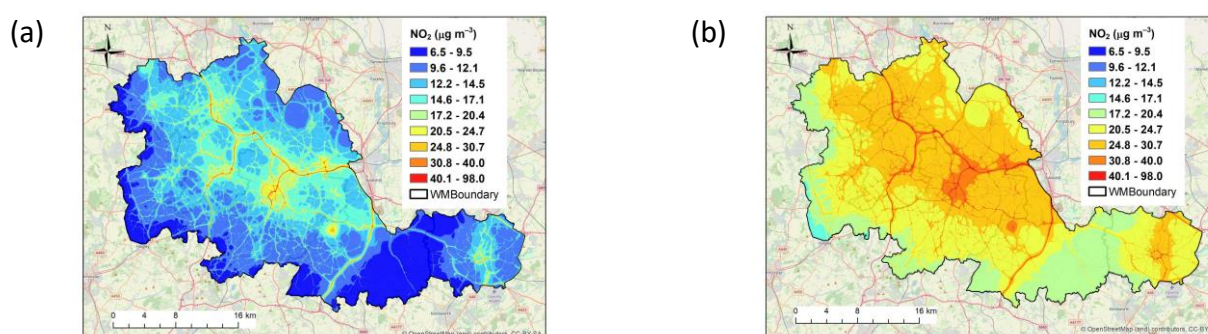 (a)
NO₂ (µg m⁻³)
6.5 - 9.5
9.6 - 12.1
12.2 - 14.5
14.6 - 17.1
17.2 - 20.4
20.5 - 24.7
24.8 - 30.7
30.8 - 40.0
40.1 - 98.0
WMBoundary
0 4 8 16 km
© OpenStreetMap (and) contributors, CC-BY-SA
(b)
NO₂ (µg m⁻³)
6.5 - 9.5
9.6 - 12.1
12.2 - 14.5
14.6 - 17.1
17.2 - 20.4
20.5 - 24.7
24.8 - 30.7
30.8 - 40.0
40.1 - 98.0
WMBoundary
0 4 8 16 km
© OpenStreetMap (and) contributors, CC-BY